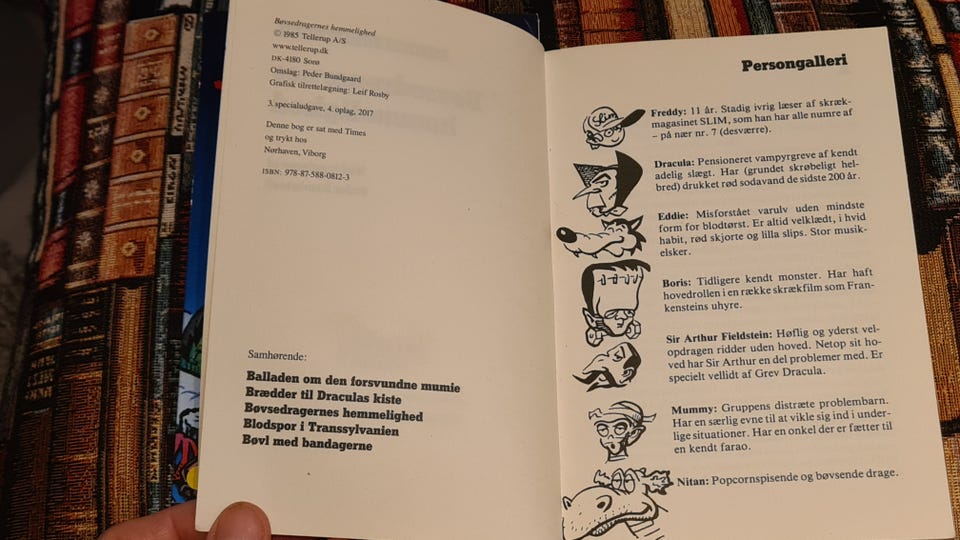 Bøvsedragernes hemmelighed
© 1985 Tellerup A/S
www.tellerup.dk
DK-4180 Sorø
Omslag: Peder Bundgaard
Grafisk tilrettelægning: Leif Rosby
3. specialudgave, 4. oplag, 2017
Denne bog er sat med Times
og trykt hos
Nørhaven, Viborg
ISBN: 978-87-588-0812-3
Samhørende:
Balladen om den forsvundne mumie
Brædder til Draculas kiste
Bøvsedragernes hemmelighed
Blodspor i Transsylvanien
Bøvl med bandagerne
Persongalleri
Slim
Freddy: 11 år. Stadig ivrig læser af skræk-
magasinet SLIM, som han har alle numre af
– på nær nr. 7 (desværre).
Dracula: Pensioneret vampyrgreve af kendt
adelig slægt. Har (grundet skrøbeligt hel-
bred) drukket rød sodavand de sidste 200 år.
Eddie: Misforstået varulv uden mindste
form for blodtørst. Er altid velklædt, i hvid
habit, rød skjorte og lilla slips. Stor musik-
elsker.
Boris: Tidligere kendt monster. Har haft
hovedrollen i en række skrækfilm som Fran-
kensteins uhyre.
Sir Arthur Fieldstein: Høflig og yderst vel-
opdragen ridder uden hoved. Netop sit ho-
ved har Sir Arthur en del problemer med. Er
specielt vellidt af Grev Dracula.
Mummy: Gruppens distræte problembarn.
Har en særlig evne til at vikle sig ind i under-
lige situationer. Har en onkel der er fætter til
en kendt farao.
Nitan: Popcornspisende og bøvsende drage.